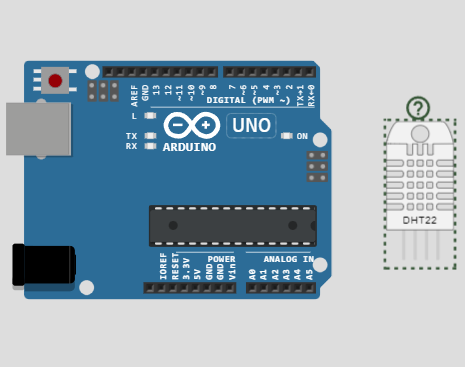 AREF
GND
13
12
~11
~10
~9
8
7
~6
~5
4
~3
2
TX→1
RX←0
DIGITAL (PWM ~)
L
TX
RX
UNO
ON
ARDUINO
IOREF
RESET
3.3V
5V
GND
GND
Vin
POWER
ANALOG IN
A0
A1
A2
A3
A4
A5
?
DHT22